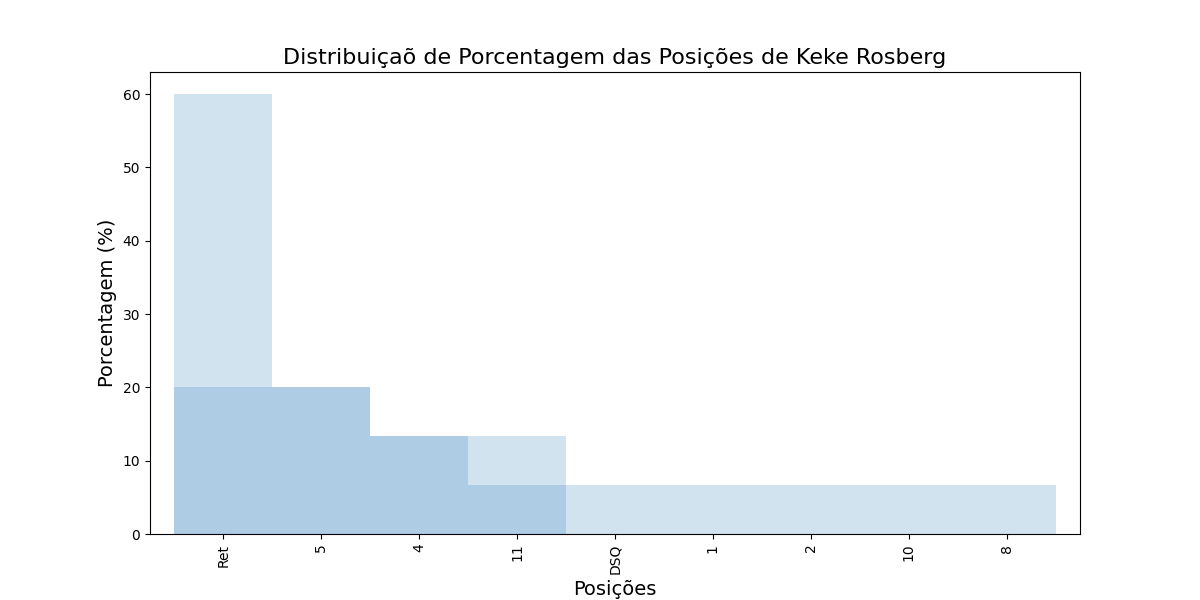 Distribuiçaõ de Porcentagem das Posições de Keke Rosberg
Porcentagem (%)
60
50
40
30
20
10
0
Ret
5
4
11
DSQ
1
2
10
8
Posições